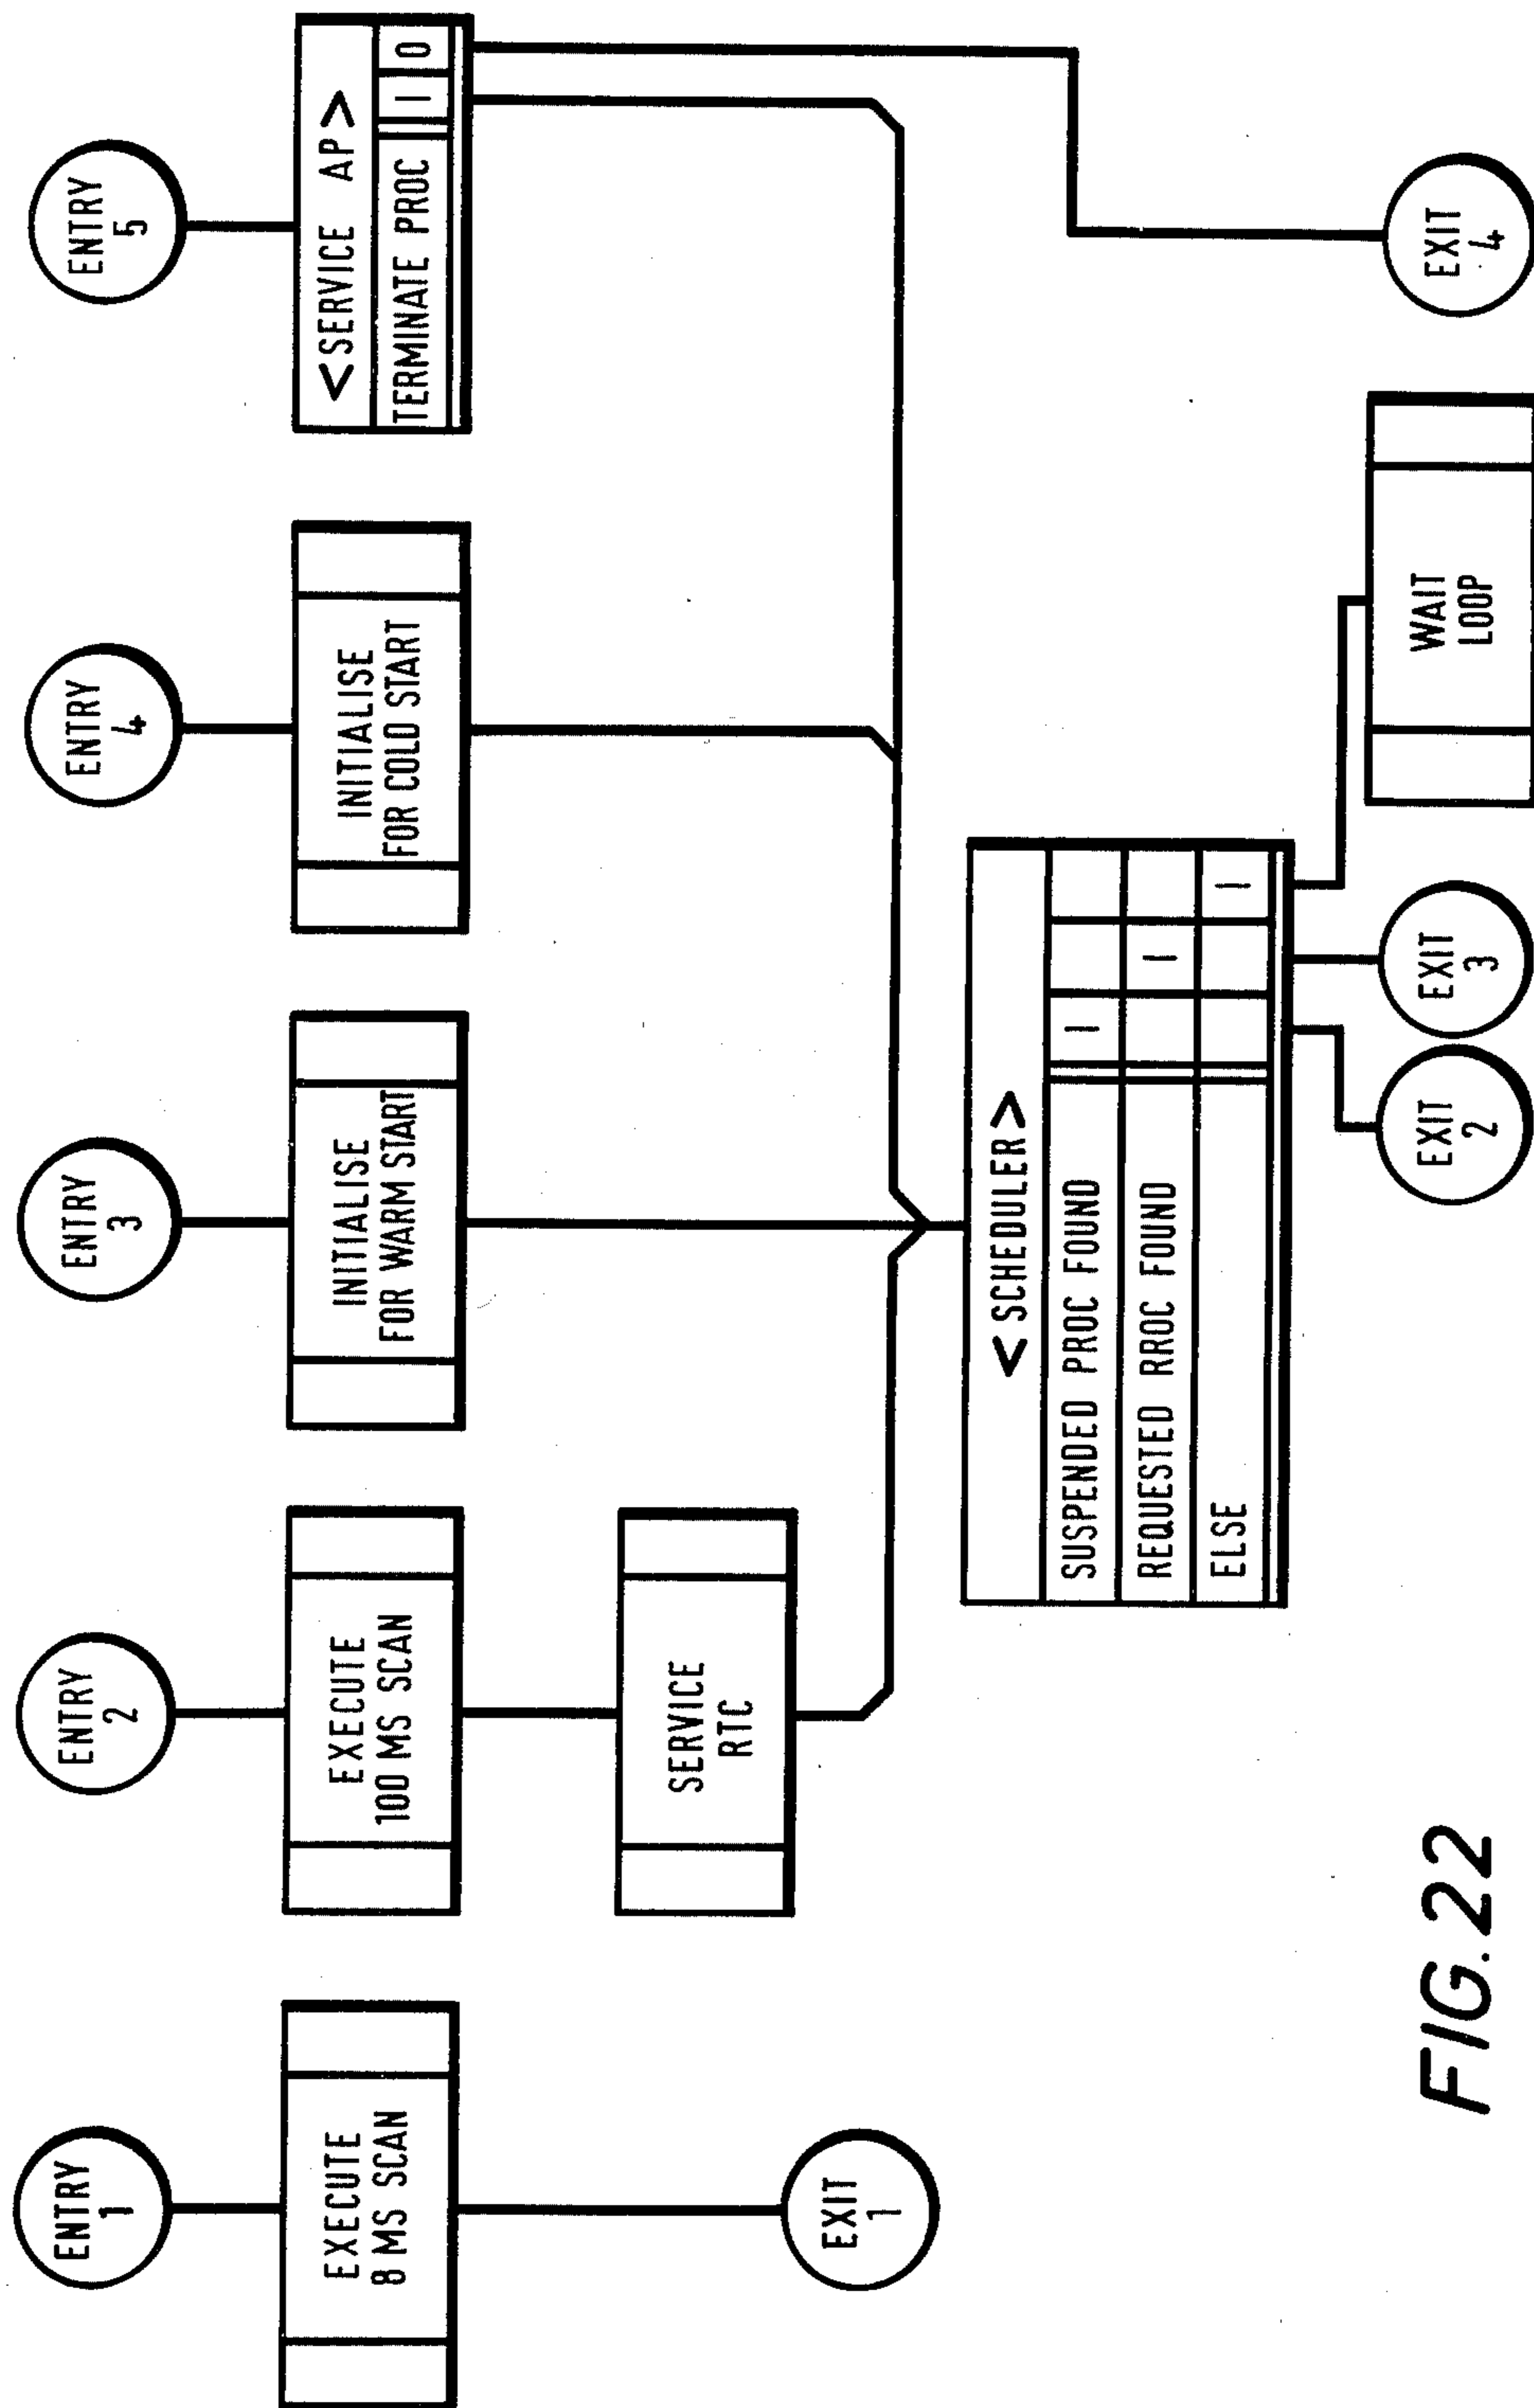 ENTRY
1
ENTRY
2
ENTRY
3
ENTRY
4
ENTRY
5
EXECUTE
8 MS SCAN
EXECUTE
100 MS SCAN
INITIALISE
FOR WARM START
INITIALISE
FOR COLD START
<SERVICE AP>
TERMINATE PROC 1 0
SERVICE
RTC
EXIT
1
<SCHEDULER>
SUSPENDED PROC FOUND 1
REQUESTED RROC FOUND 1
ELSE 1
EXIT
2
EXIT
3
WAIT
LOOP
EXIT
4
FIG. 22